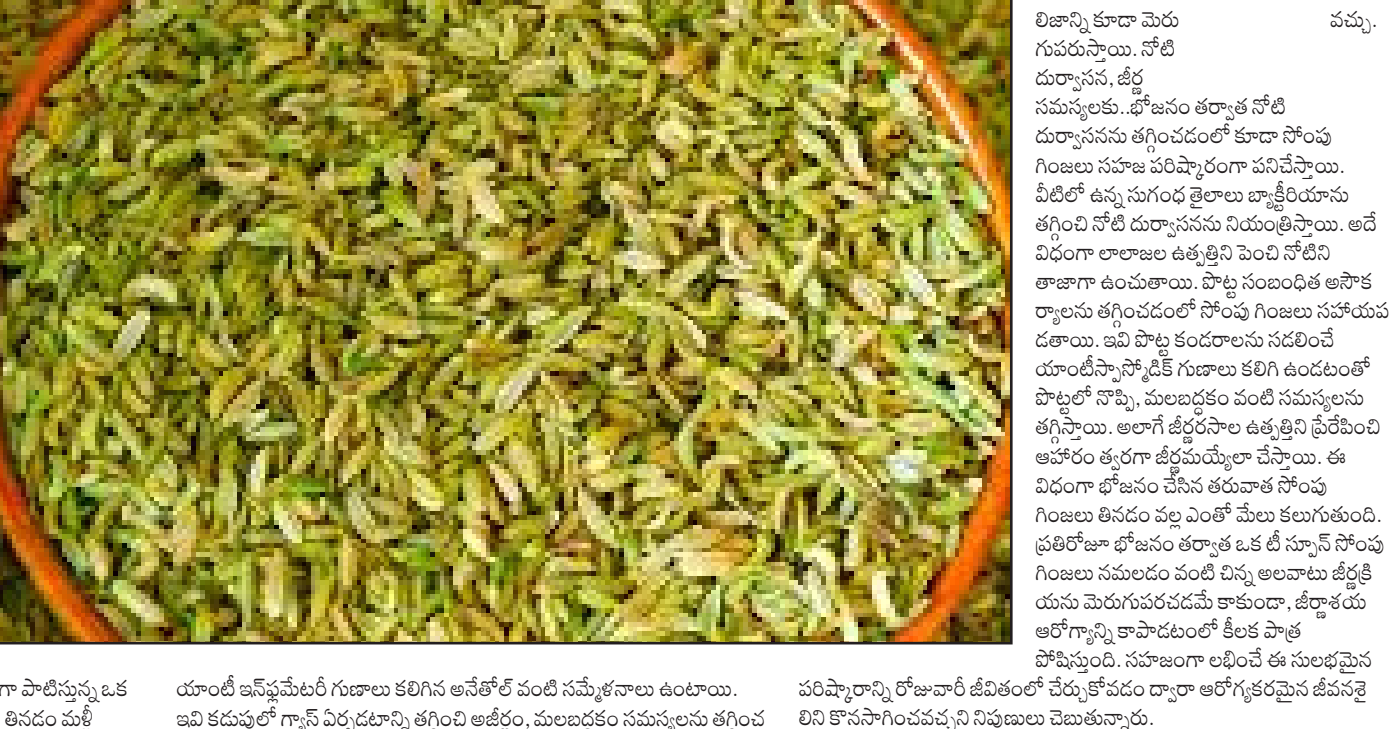 గా పాటిస్తున్న ఒక
తినడం మళ్లీ
యాంటీ ఇన్‌ఫ్లమేటరీ గుణాలు కలిగిన అనేతోల్ వంటి సమ్మేళనాలు ఉంటాయి.
ఇవి కడుపులో గ్యాస్ ఏర్పడటాన్ని తగ్గించి అజీర్ణం, మలబద్ధకం సమస్యలను తగ్గించ
వచ్చు.
లిజాన్ని కూడా మెరు
గుపరుస్తాయి. నోటి
దుర్వాసన, జీర్ణ
సమస్యలకు..భోజనం తర్వాత నోటి
దుర్వాసనను తగ్గించడంలో కూడా సోంపు
గింజలు సహజ పరిష్కారంగా పనిచేస్తాయి.
వీటిలో ఉన్న సుగంధ తైలాలు బ్యాక్టీరియాను
తగ్గించి నోటి దుర్వాసనను నియంత్రిస్తాయి. అదే
విధంగా లాలాజల ఉత్పత్తిని పెంచి నోటిని
తాజాగా ఉంచుతాయి. పొట్ట సంబంధిత అసౌక
ర్యాలను తగ్గించడంలో సోంపు గింజలు సహాయప
డతాయి. ఇవి పొట్ట కండరాలను సడలించే
యాంటీస్పాస్మోడిక్ గుణాలు కలిగి ఉండటంతో
పొట్టలో నొప్పి, మలబద్ధకం వంటి సమస్యలను
తగ్గిస్తాయి. అలాగే జీర్ణరసాల ఉత్పత్తిని ప్రేరేపించి
ఆహారం త్వరగా జీర్ణమయ్యేలా చేస్తాయి. ఈ
విధంగా భోజనం చేసిన తరువాత సోంపు
గింజలు తినడం వల్ల ఎంతో మేలు కలుగుతుంది.
ప్రతిరోజూ భోజనం తర్వాత ఒక టీ స్పూన్ సోంపు
గింజలు నమలడం వంటి చిన్న అలవాటు జీర్ణక్రి
యను మెరుగుపరచడమే కాకుండా, జీర్ణాశయ
ఆరోగ్యాన్ని కాపాడటంలో కీలక పాత్ర
పోషిస్తుంది. సహజంగా లభించే ఈ సులభమైన
పరిష్కారాన్ని రోజువారీ జీవితంలో చేర్చుకోవడం ద్వారా ఆరోగ్యకరమైన జీవనశై
లిని కొనసాగించవచ్చని నిపుణులు చెబుతున్నారు.